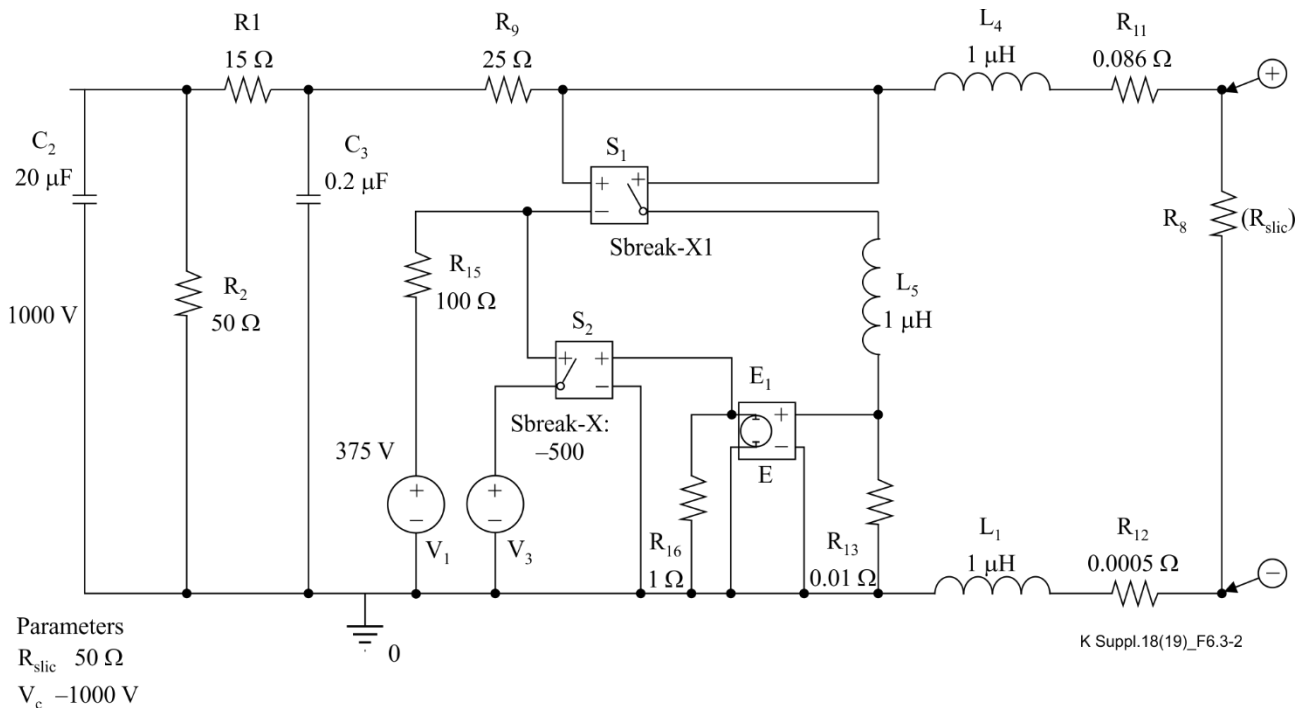 R1
15 Ω
R9
25 Ω
L4
1 μH
R11
0.086 Ω
+
C2
20 μF
C3
0.2 μF
S1
+
+
−
Sbreak-X1
R8
(Rslic)
R15
100 Ω
L5
1 μH
1000 V
R2
50 Ω
S2
+
+
−
E1
+
−
E
Sbreak-X:
–500
375 V
+
−
V1
+
−
V3
R16
1 Ω
R13
0.01 Ω
L1
1 μH
R12
0.0005 Ω
−
Parameters
Rslic 50 Ω
Vc –1000 V
0
K Suppl.18(19)_F6.3-2